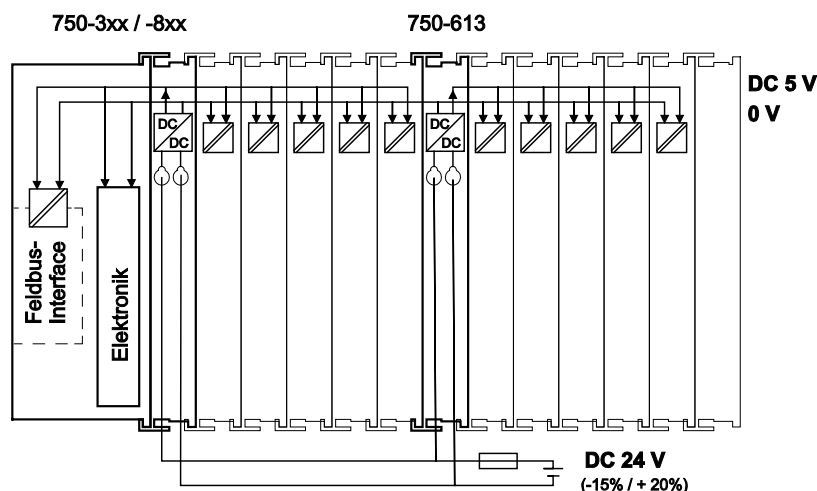 750-3xx / -8xx
750-613
DC 5 V
0 V
DC
DC
DC
DC
Feldbus-
Interface
Elektronik
DC 24 V
(-15% / + 20%)